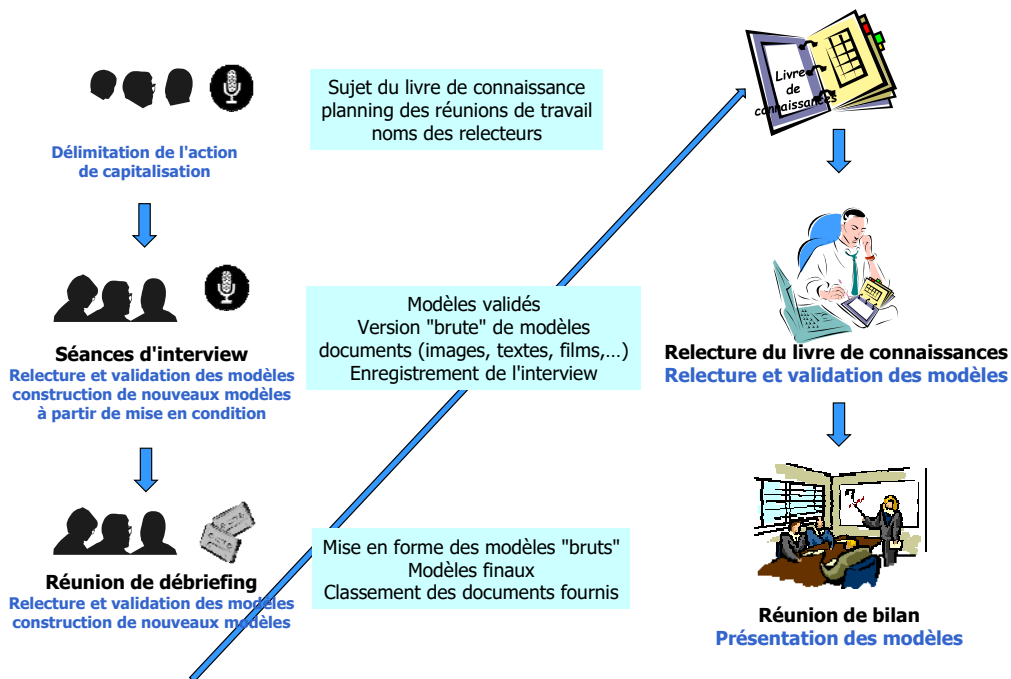 Délimitation de l'action
de capitalisation
Séances d'interview
Relecture et validation des modèles
construction de nouveaux modèles
à partir de mise en condition
Réunion de débriefing
Relecture et validation des modèles
construction de nouveaux modèles
Sujet du livre de connaissance
planning des réunions de travail
noms des relecteurs
Modèles validés
Version "brute" de modèles
documents (images, textes, films,...)
Enregistrement de l'interview
Mise en forme des modèles "bruts"
Modèles finaux
Classement des documents fournis
Livre
de
connaissances
Relecture du livre de connaissances
Relecture et validation des modèles
Réunion de bilan
Présentation des modèles